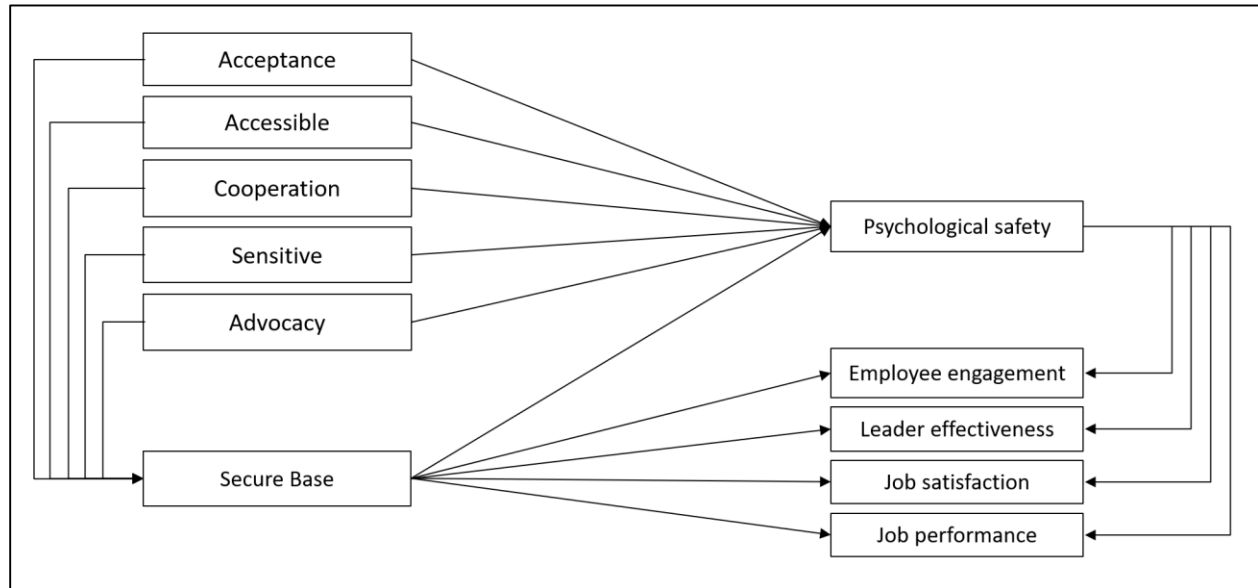 Acceptance
Accessible
Cooperation
Sensitive
Advocacy
Secure Base
Psychological safety
Employee engagement
Leader effectiveness
Job satisfaction
Job performance